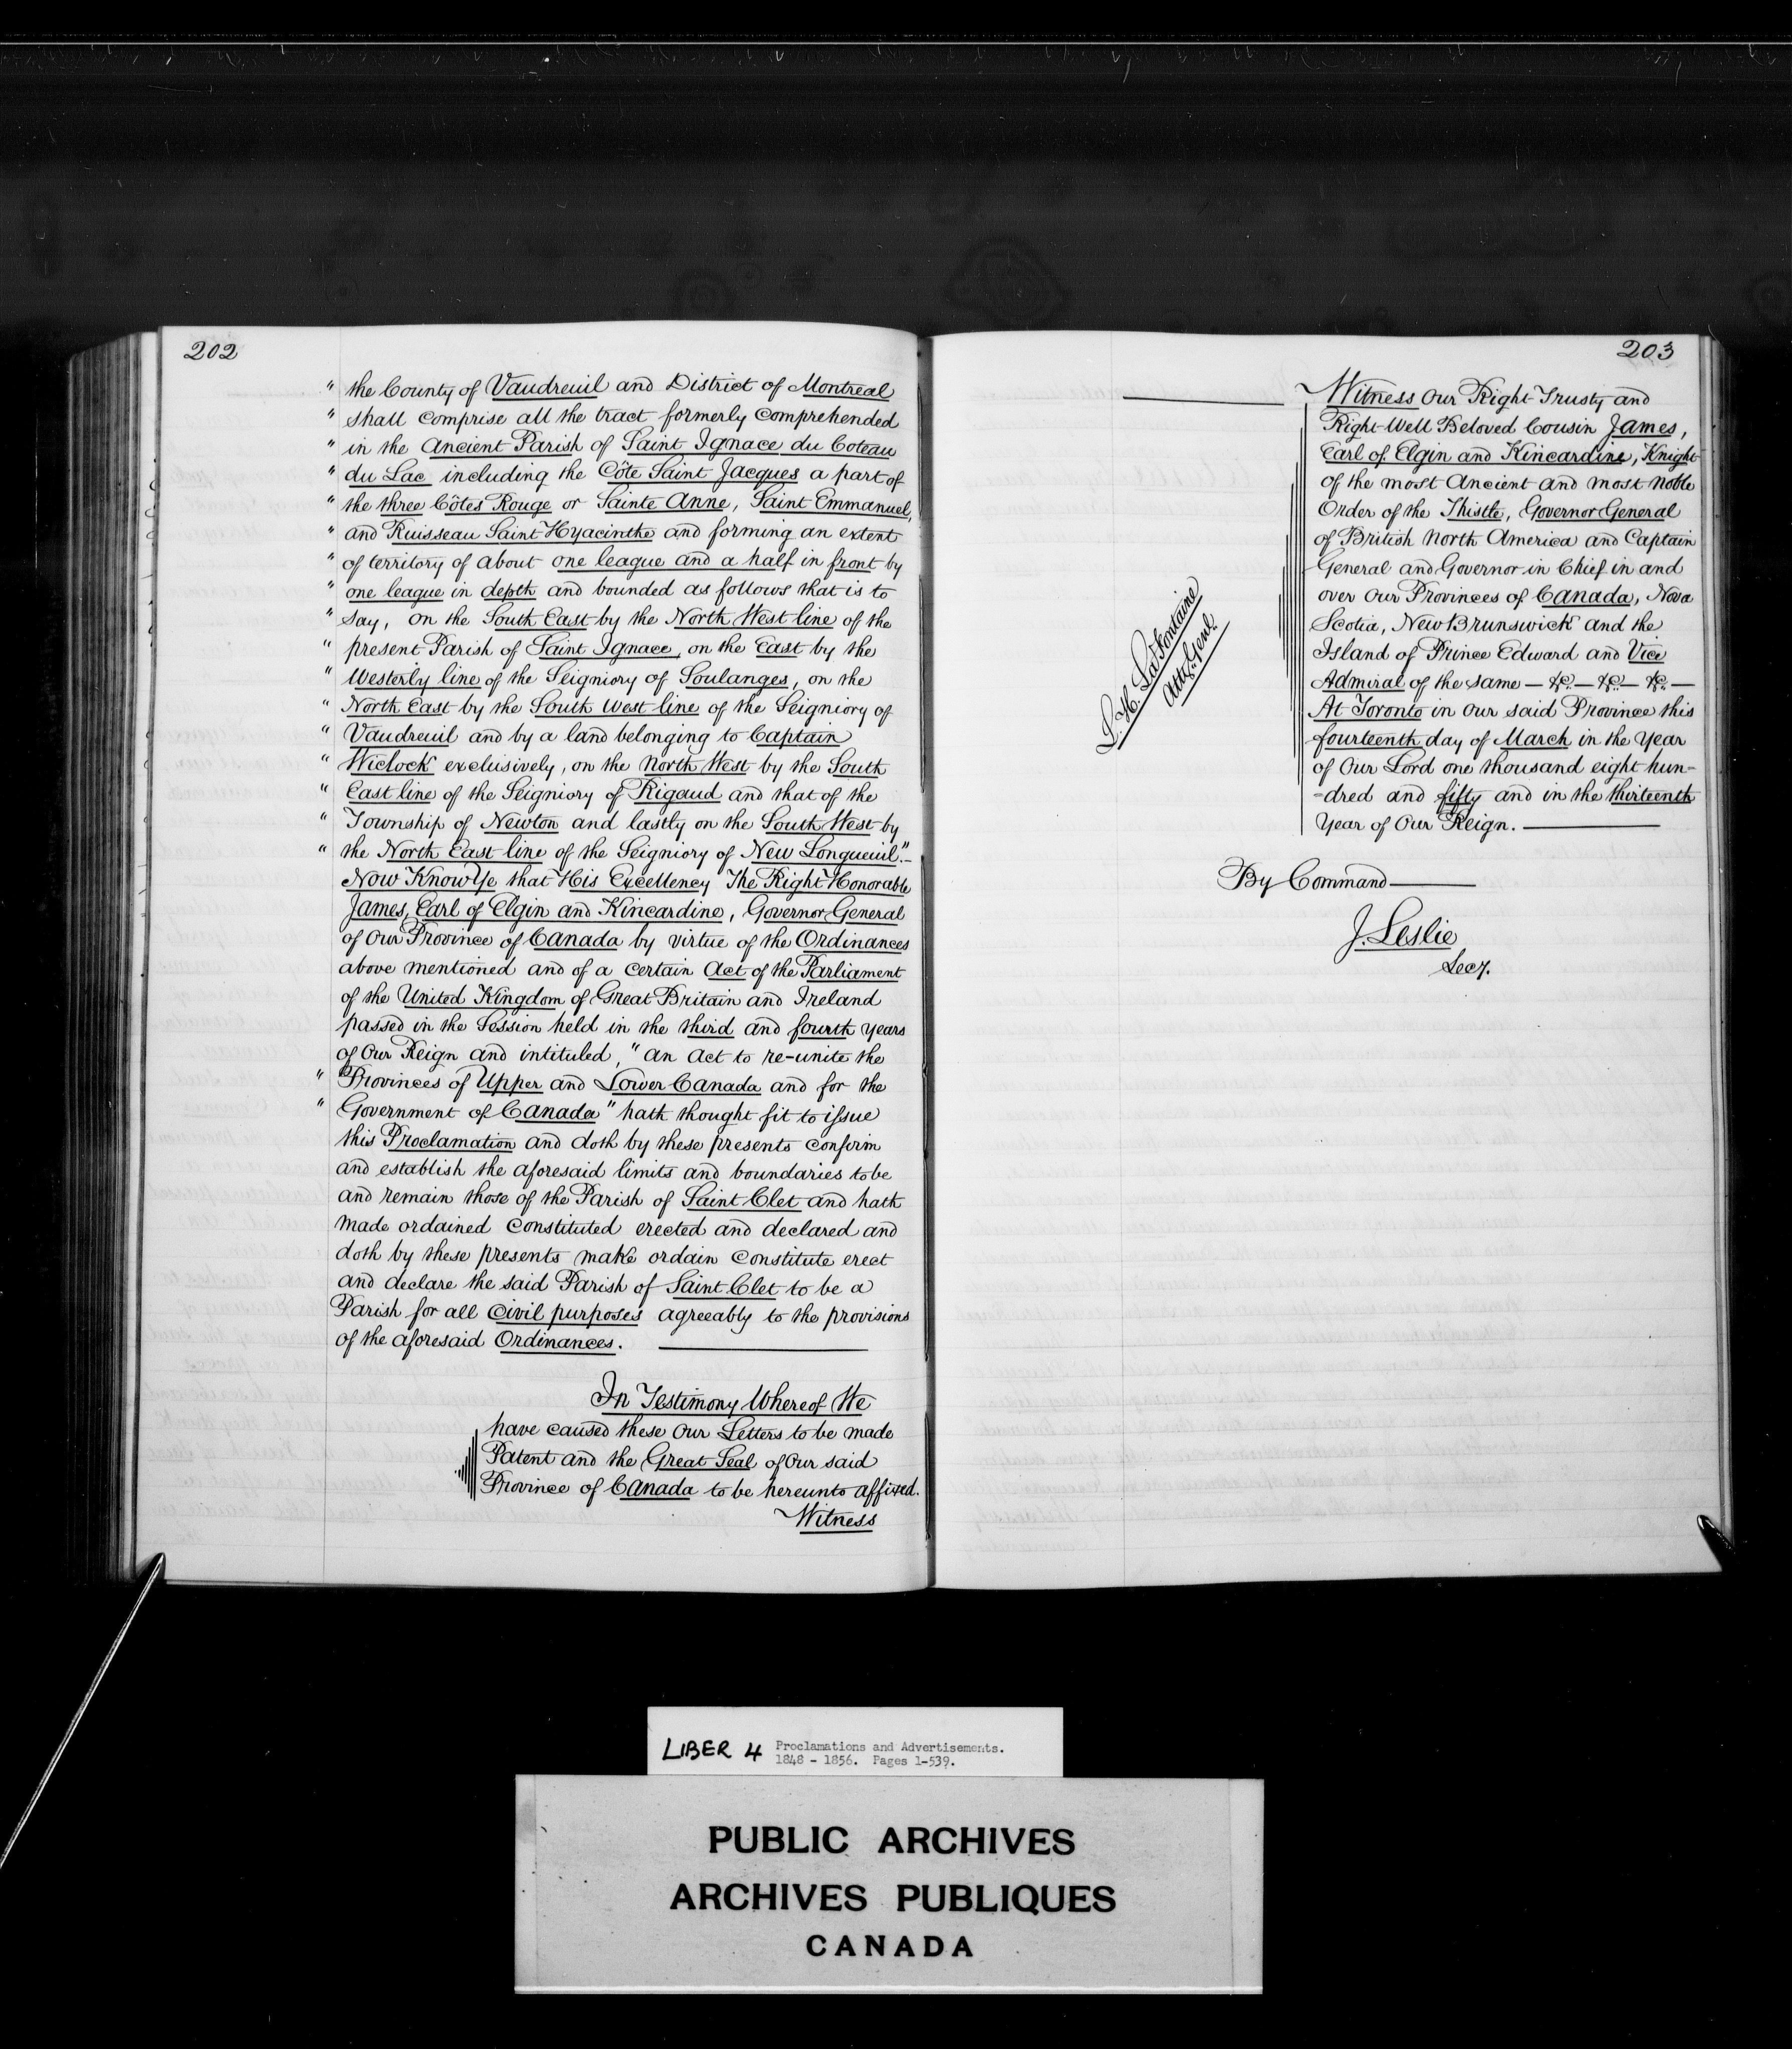 202
" the County of Vaudreuil and District of Montreal
" shall comprise all the tract formerly comprehended
" in the Ancient Parish of Saint Ignace du Coteau
" du Lac including the Côte Saint Jacques a part of
" the three Côtes Rouge or Sainte Anne, Saint Emmanuel,
" and Ruisseau Saint Hyacinthe and forming an extent
" of territory of about one league and a half in front by
" one league in depth and bounded as follows that is to
" say, on the South East by the North West line of the
" present Parish of Saint Ignace, on the East by the
" Westerly line of the Seigniory of Soulanges, on the
" North East by the South West line of the Seigniory of
" Vaudreuil and by a land belonging to Captain
" Wielock exclusively, on the North West by the South
" East line of the Seigniory of Rigaud and that of the
" Township of Newton and lastly on the South West by
" the North East line of the Seigniory of New Longueuil."–
Now Know Ye that His Excellency The Right Honorable
James, Earl of Elgin and Kincardine, Governor General
of Our Province of Canada by virtue of the Ordinances
above mentioned and of a certain Act of the Parliament
of the United Kingdom of Great Britain and Ireland
passed in the Session held in the third and fourth years
of Our Reign and intituled, "an Act to re-unite the
" Provinces of Upper and Lower Canada and for the
" Government of Canada" hath thought fit to issue
this Proclamation and doth by these presents confirm
and establish the aforesaid limits and boundaries to be
and remain those of the Parish of Saint Clet and hath
made ordained constituted erected and declared and
doth by these presents make ordain constitute erect
and declare the said Parish of Saint Clet to be a
Parish for all Civil purposes agreeably to the provisions
of the aforesaid Ordinances.
In Testimony Whereof We
have caused these Our Letters to be made
Patent and the Great Seal of Our said
Province of Canada to be hereunto affixed.
Witness
203
Witness Our Right Trusty and
Right Well Beloved Cousin James,
Earl of Elgin and Kincardine, Knight
of the most Ancient and most Noble
Order of the Thistle, Governor General
of British North America and Captain
General and Governor in Chief in and
over Our Provinces of Canada, Nova
Scotia, New Brunswick and the
Island of Prince Edward and Vice
Admiral of the same — &c — &c — &c —
At Toronto in Our said Province this
fourteenth day of March in the Year
of Our Lord one thousand eight hun-
-dred and fifty and in the thirteenth
Year of Our Reign.
L. H. LaFontaine
Atty. Genl.
By Command
J. Leslie
Secy.
LIBER 4 Proclamations and Advertisements.
1848 - 1856. Pages 1-539.
PUBLIC ARCHIVES
ARCHIVES PUBLIQUES
CANADA